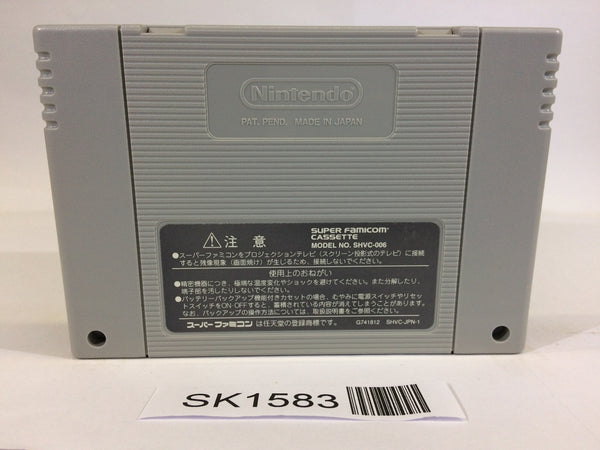 Nintendo
PAT. PEND. MADE IN JAPAN
SUPER FAMICOM
CASSETTE
MODEL NO. SHVC-006
注 意
●スーパーファミコンをプロジェクションテレビ(スクリーン投影式のテレビ)に接続
すると残像現象(画面焼け)が生じるため、接続しないでください。
使用上のおねがい
●精密機器につき、極端な温度変化やショックを避けてください。また分解したり、
端子部を汚したりしないでください。
●バッテリーバックアップ機能付きカセットの場合、むやみに電源スイッチやリセッ
トスイッチをON OFFすると、蓄積されている内容が消えてしまうことがあります。
なお、バックアップの操作方法については、取扱説明書をご参照ください。
スーパーファミコン は任天堂の登録商標です。 G741812 SHVC-JPN-1
SK1583